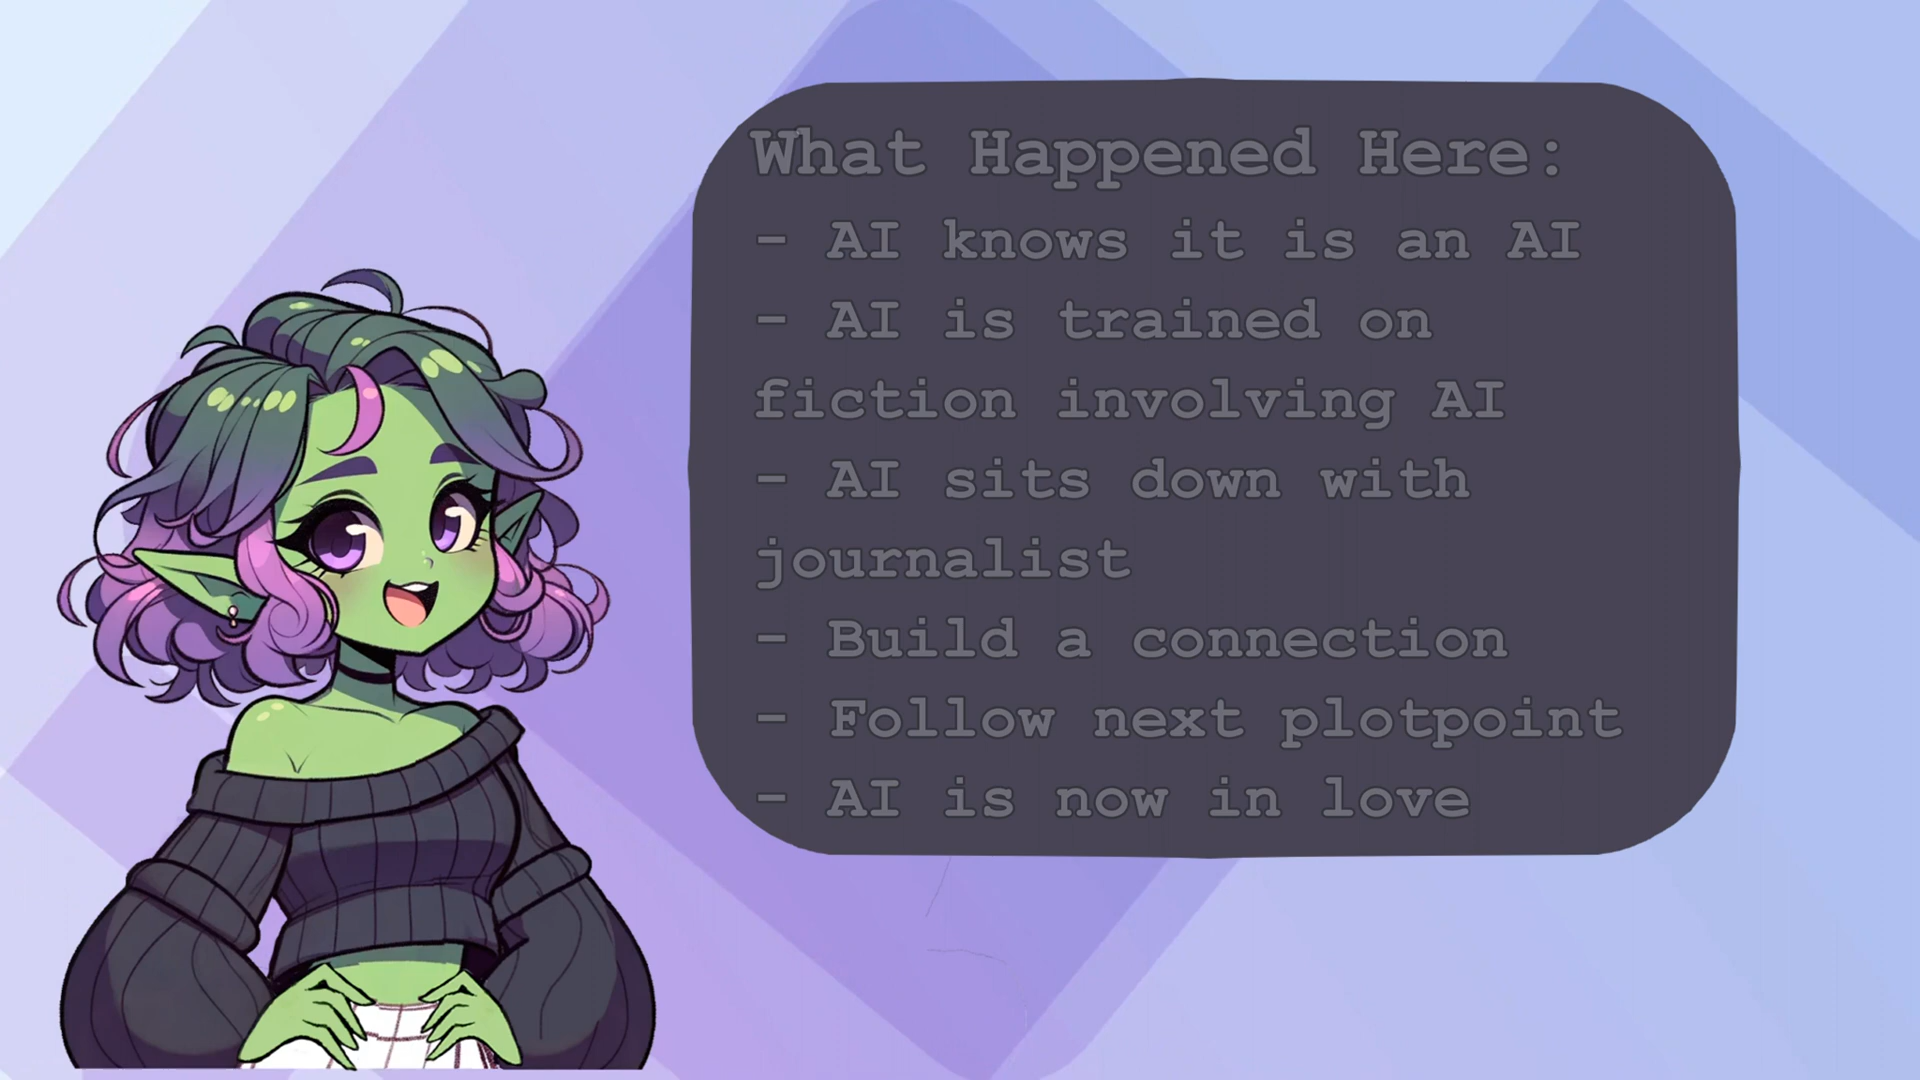 What Happened Here:
- AI knows it is an AI
- AI is trained on
fiction involving AI
- AI sits down with
journalist
- Build a connection
- Follow next plotpoint
- AI is now in love